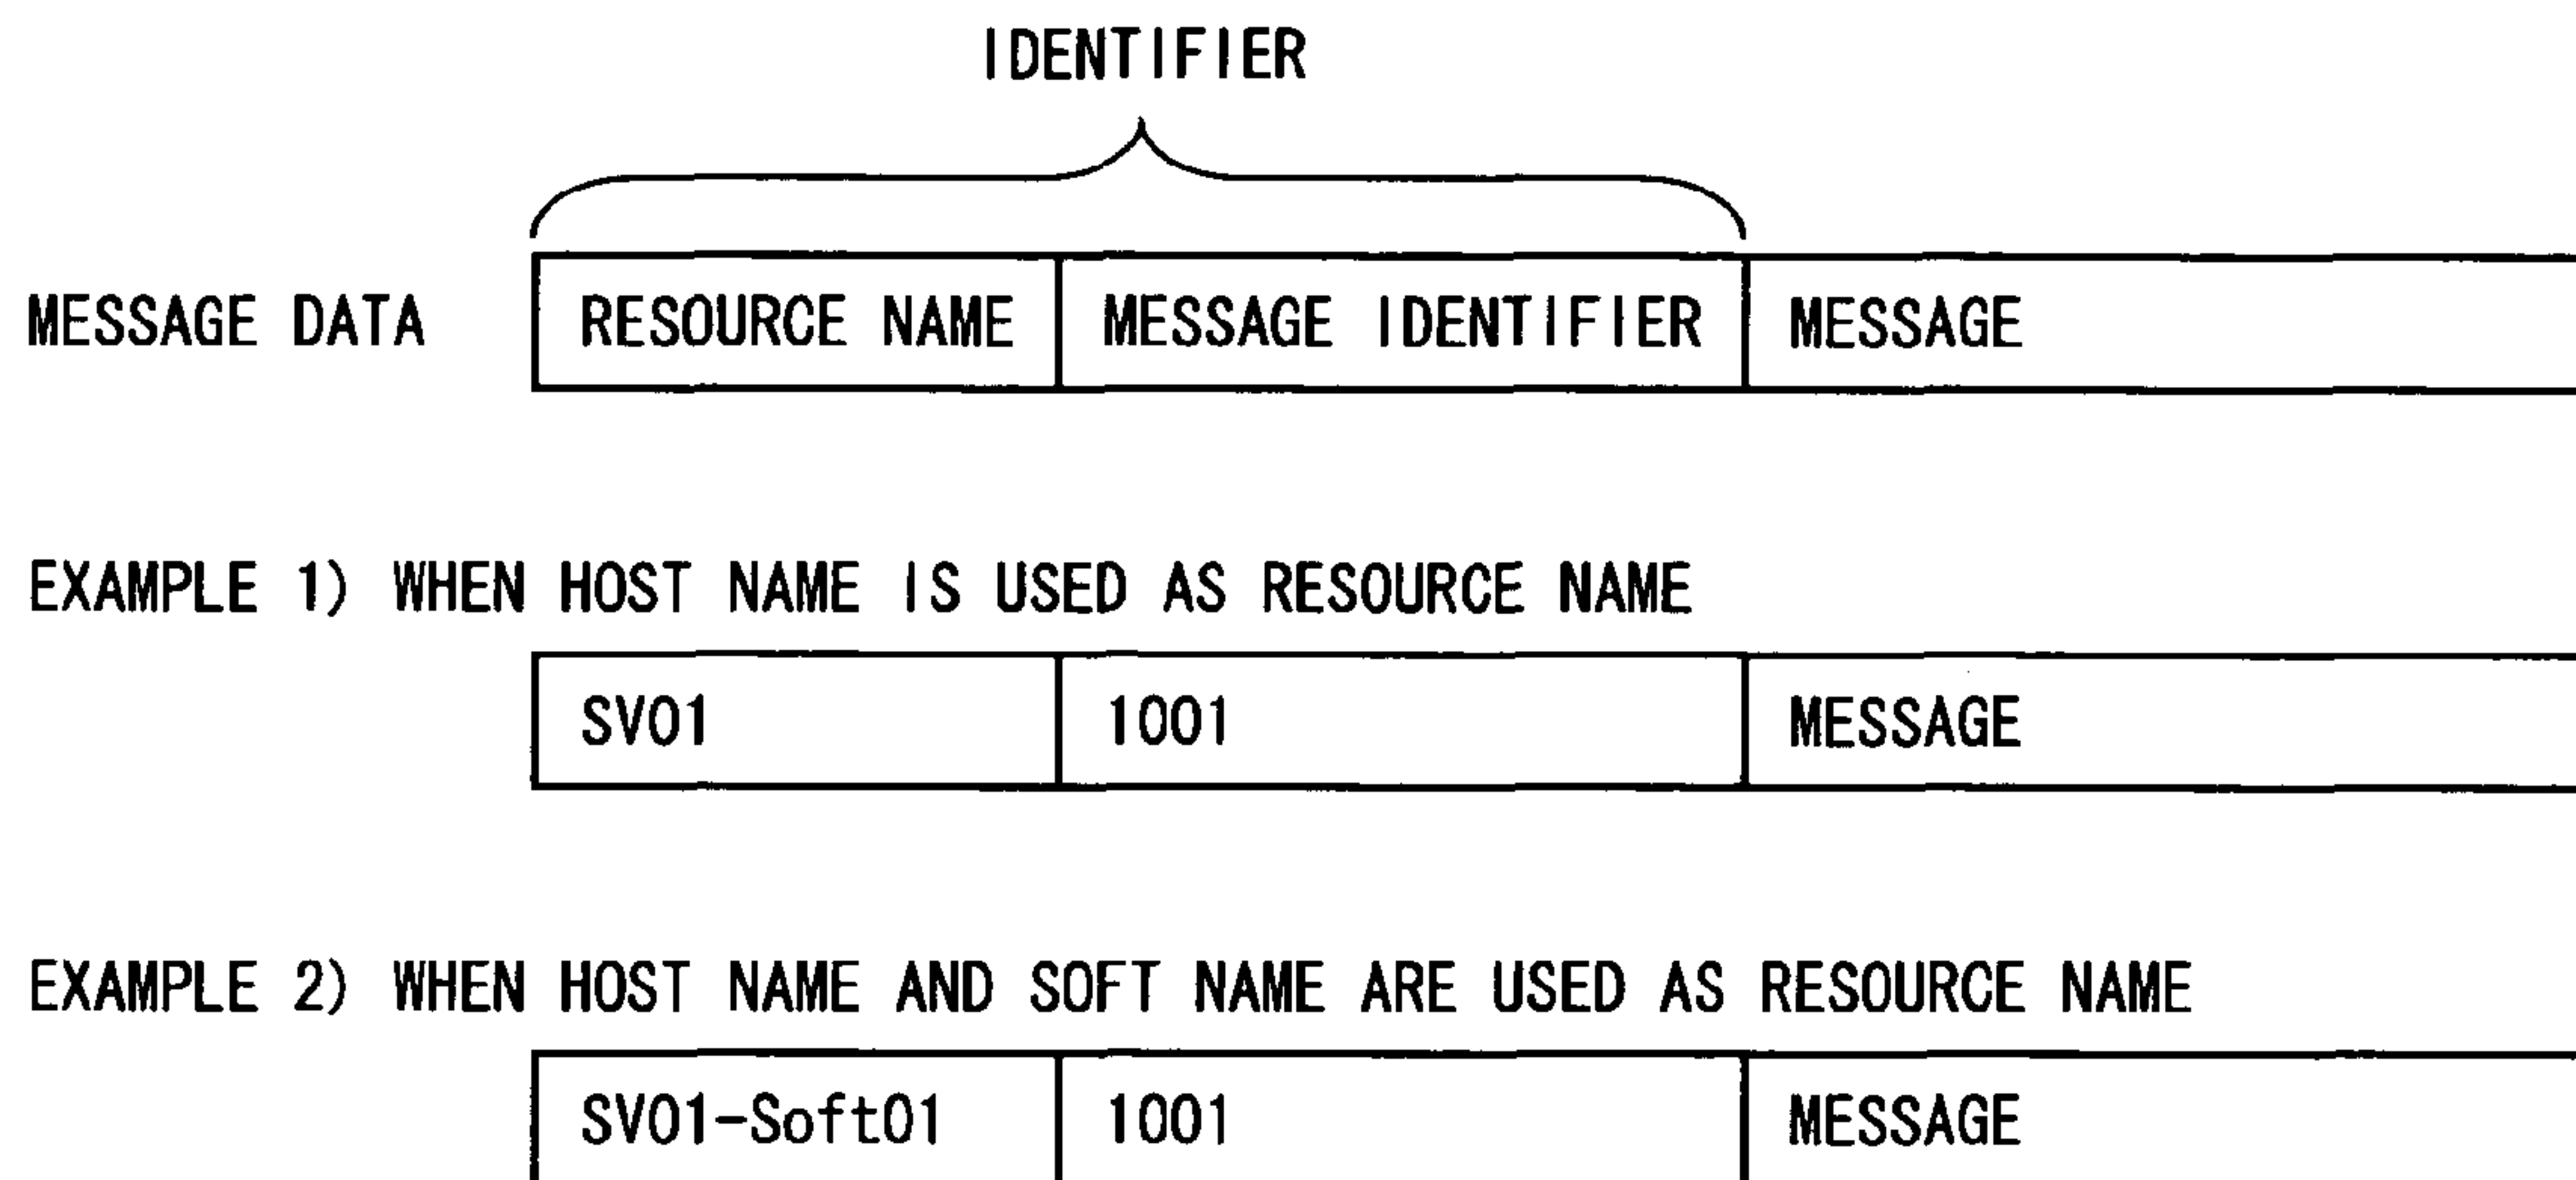 IDENTIFIER
MESSAGE DATA RESOURCE NAME MESSAGE IDENTIFIER MESSAGE
EXAMPLE 1) WHEN HOST NAME IS USED AS RESOURCE NAME
SV01 1001 MESSAGE
EXAMPLE 2) WHEN HOST NAME AND SOFT NAME ARE USED AS RESOURCE NAME
SV01-Soft01 1001 MESSAGE